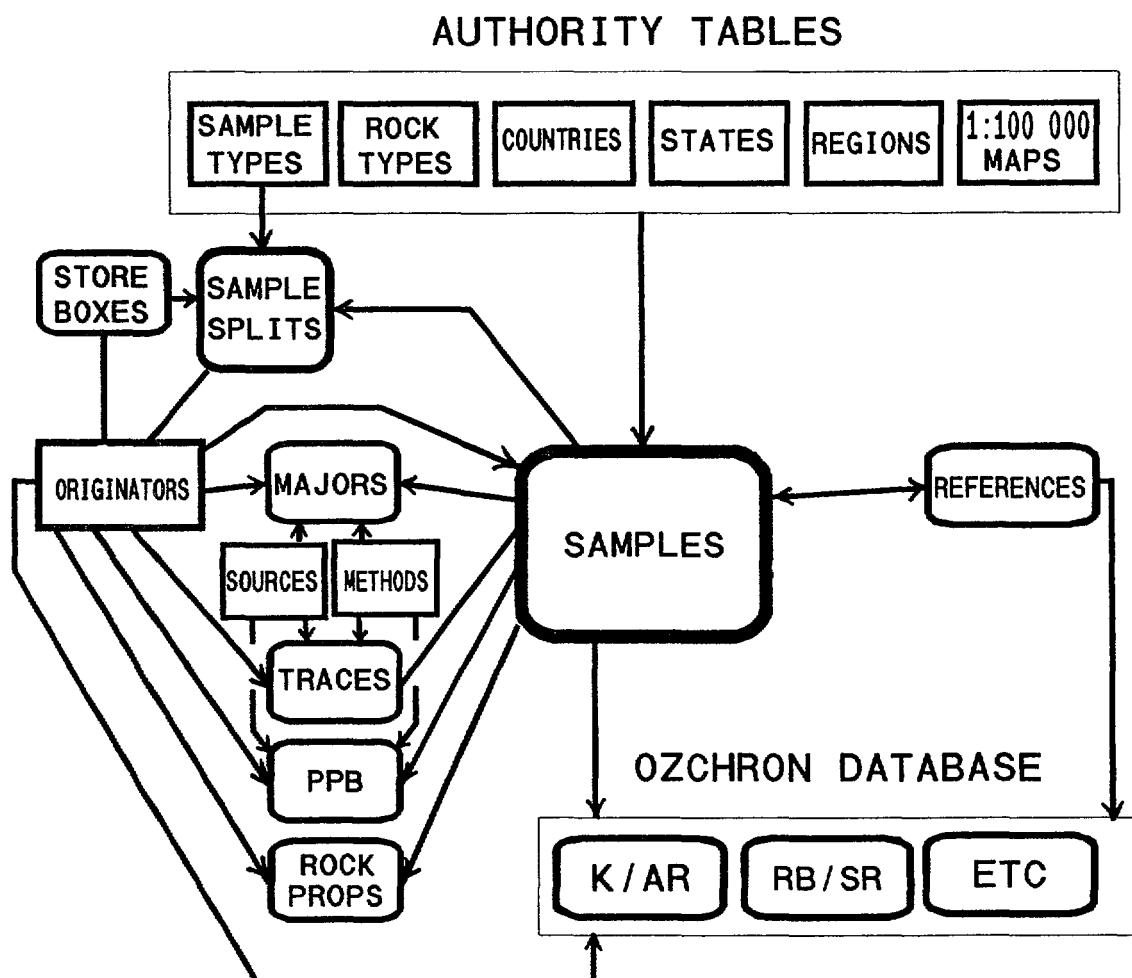 AUTHORITY TABLES
SAMPLE
TYPES
ROCK
TYPES
COUNTRIES
STATES
REGIONS
1:100 000
MAPS
STORE
BOXES
SAMPLE
SPLITS
ORIGINATORS
MAJORS
SAMPLES
REFERENCES
SOURCES
METHODS
TRACES
PPB
OZCHRON DATABASE
ROCK
PROPS
K/AR
RB/SR
ETC